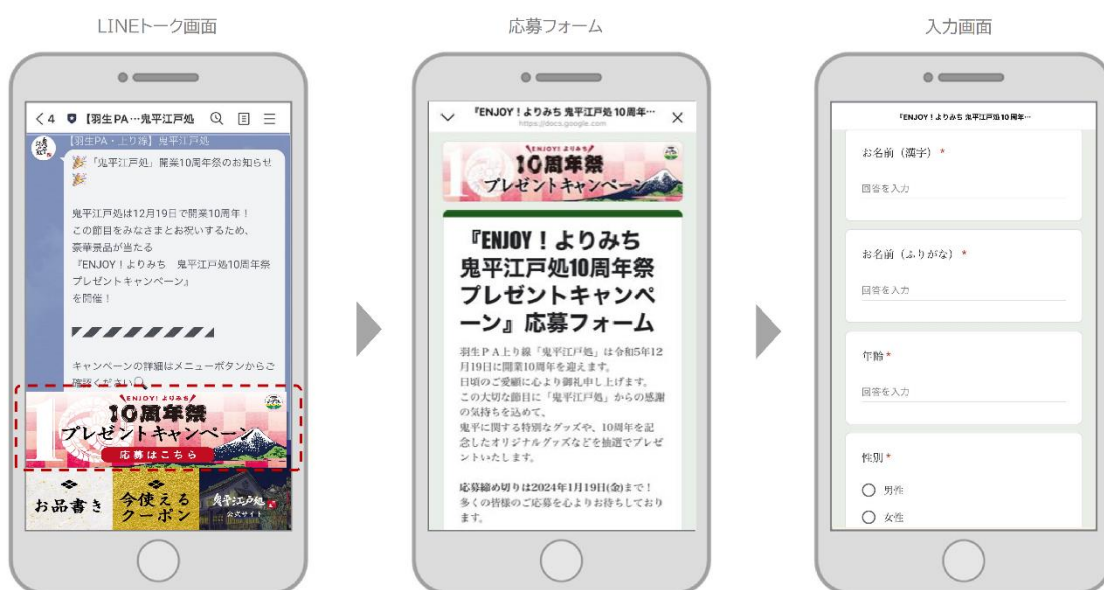 LINEトーク画面
< 4 【羽生PA…鬼平江戸処
【羽生PA・上り線】鬼平江戸処
「鬼平江戸処」開業10周年祭のお知らせ
鬼平江戸処は12月19日で開業10周年！
この節目をみなさまとお祝いするため、
豪華景品が当たる
『ENJOY！よりみち 鬼平江戸処10周年祭
プレゼントキャンペーン』
を開催！
キャンペーンの詳細はメニューボタンからご
確認ください
ENJOY! よりみち
10周年祭
プレゼントキャンペーン
応募はこちら
お品書き
今使える
クーポン
鬼平江戸処
公式サイト
応募フォーム
『ENJOY！よりみち 鬼平江戸処 10周年…
https://docs.google.com
ENJOY! よりみち
10周年祭
プレゼントキャンペーン
『ENJOY！よりみち
鬼平江戸処10周年祭
プレゼントキャンペ
ーン』応募フォーム
羽生PA上り線「鬼平江戸処」は令和5年12
月19日に開業10周年を迎えます。
日頃のご愛顧に心より御礼申し上げます。
この大切な節目に「鬼平江戸処」からの感謝
の気持ちを込めて、
鬼平に関する特別なグッズや、10周年を記
念したオリジナルグッズなどを抽選でプレゼ
ントいたします。
応募締め切りは2024年1月19日(金)まで！
多くの皆様のご応募を心よりお待ちしており
ます。
入力画面
『ENJOY！よりみち 鬼平江戸処 10周年…
お名前（漢字） *
回答を入力
お名前（ふりがな） *
回答を入力
年齢 *
回答を入力
性別 *
男性
女性